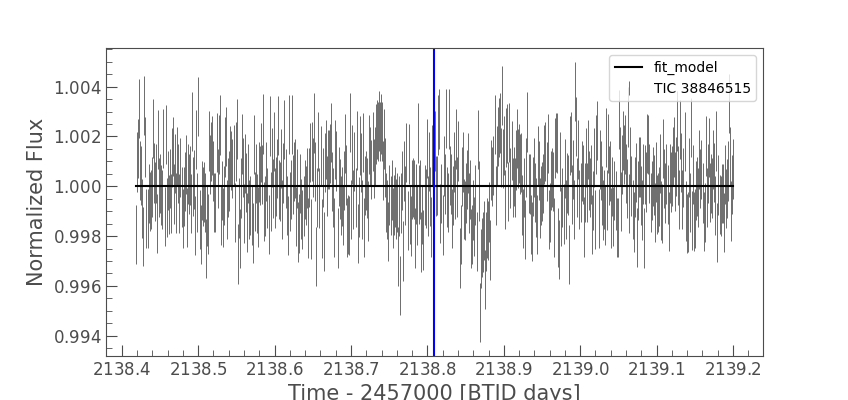 fit_model
TIC 38846515
1.004
1.002
1.000
0.998
0.996
0.994
Normalized Flux
2138.4 2138.5 2138.6 2138.7 2138.8 2138.9 2139.0 2139.1 2139.2
Time - 2457000 [BTJD days]